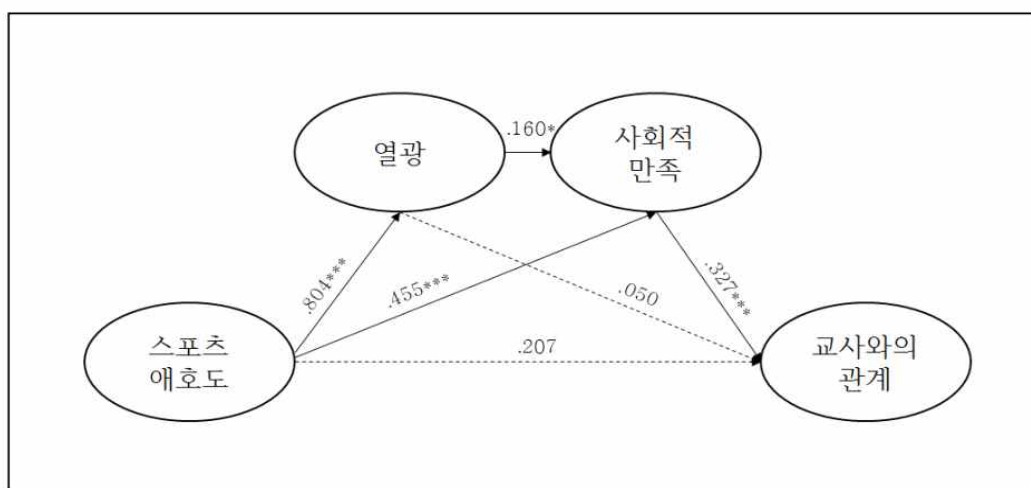 열광
.160*
사회적
만족
.804***
.455***
.050
.327***
스포츠
애호도
.207
교사와의
관계